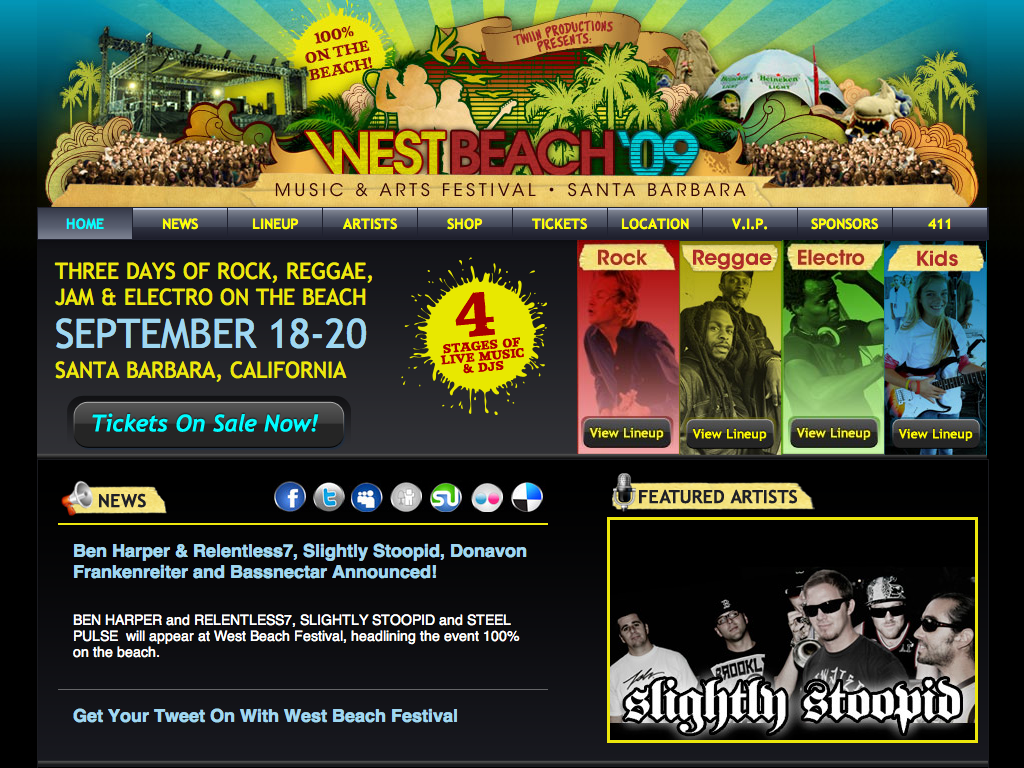 100%
ON THE
BEACH!
TWIIN PRODUCTIONS
PRESENTS:
Heineken
LIGHT
WEST BEACH '09
MUSIC & ARTS FESTIVAL • SANTA BARBARA
HOME NEWS LINEUP ARTISTS SHOP TICKETS LOCATION V.I.P. SPONSORS 411
THREE DAYS OF ROCK, REGGAE,
JAM & ELECTRO ON THE BEACH
SEPTEMBER 18-20
SANTA BARBARA, CALIFORNIA
Tickets On Sale Now!
4
STAGES OF
LIVE MUSIC
& DJS
Rock Reggae Electro Kids
View Lineup View Lineup View Lineup View Lineup
NEWS
Ben Harper & Relentless7, Slightly Stoopid, Donavon
Frankenreiter and Bassnectar Announced!
BEN HARPER and RELENTLESS7, SLIGHTLY STOOPID and STEEL
PULSE will appear at West Beach Festival, headlining the event 100%
on the beach.
Get Your Tweet On With West Beach Festival
FEATURED ARTISTS
BROOKLY
slightly stoopid